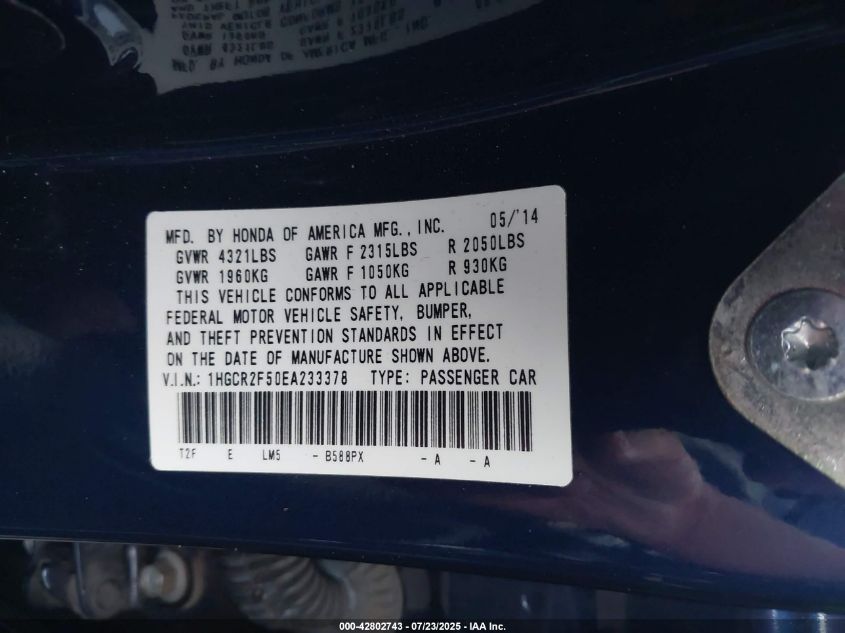 MFD. BY HONDA OF AMERICA MFG., INC. 05/'14
GVWR 4321LBS GAWR F 2315LBS R 2050LBS
GVWR 1960KG GAWR F 1050KG R 930KG
THIS VEHICLE CONFORMS TO ALL APPLICABLE
FEDERAL MOTOR VEHICLE SAFETY, BUMPER,
AND THEFT PREVENTION STANDARDS IN EFFECT
ON THE DATE OF MANUFACTURE SHOWN ABOVE.
V.I.N.: 1HGCR2F50EA233378 TYPE: PASSENGER CAR
T2F E LM5 - B588PX - A - A
000-42802743 - 07/23/2025 - IAA Inc.